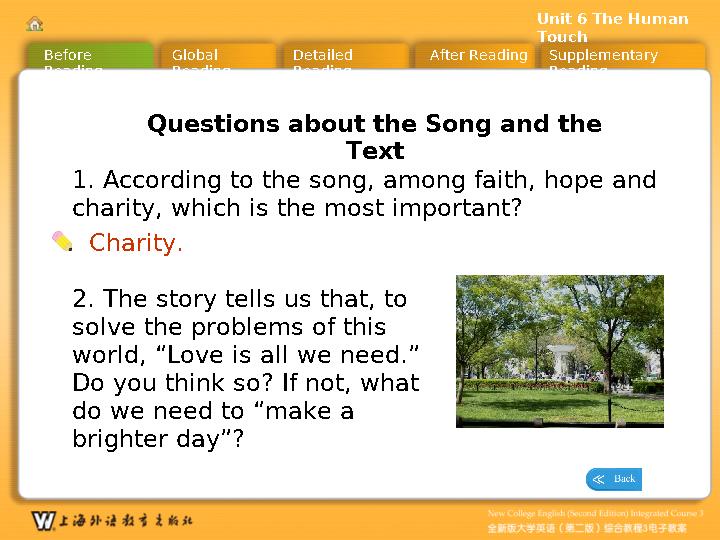 Unit 6 The Human
Touch
Before
Reading
Global
Reading
Detailed
Reading
After Reading
Supplementary
Reading
Questions about the Song and the
Text
1. According to the song, among faith, hope and
charity, which is the most important?
Charity.
2. The story tells us that, to
solve the problems of this
world, “Love is all we need.”
Do you think so? If not, what
do we need to “make a
brighter day”?
Back
上海外语教育出版社
New College English (Second Edition) Integrated Course 3
全新版大学英语（第二版）综合教程3电子教案